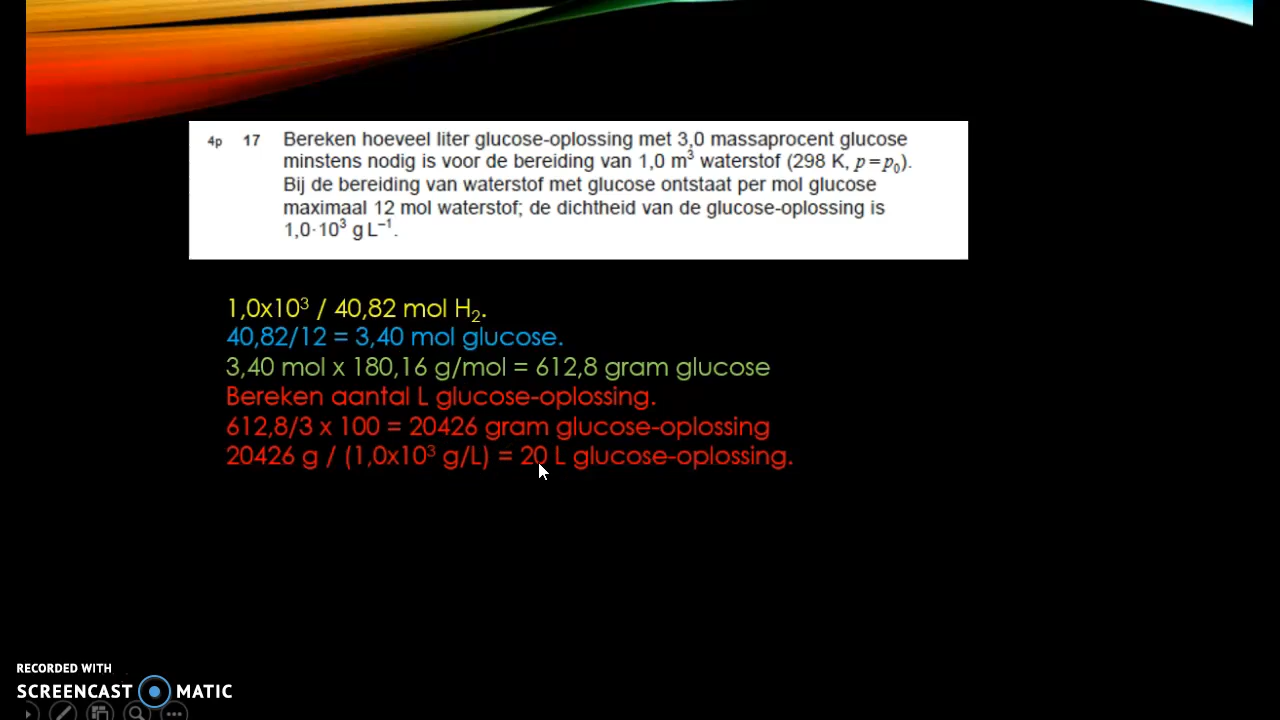 4p 17 Bereken hoeveel liter glucose-oplossing met 3,0 massaprocent glucose
minstens nodig is voor de bereiding van 1,0 m³ waterstof (298 K, p = p₀).
Bij de bereiding van waterstof met glucose ontstaat per mol glucose
maximaal 12 mol waterstof; de dichtheid van de glucose-oplossing is
1,0·10³ g L⁻¹.
1,0x10³ / 40,82 mol H₂.
40,82/12 = 3,40 mol glucose.
3,40 mol x 180,16 g/mol = 612,8 gram glucose
Bereken aantal L glucose-oplossing.
612,8/3 x 100 = 20426 gram glucose-oplossing
20426 g / (1,0x10³ g/L) = 20 L glucose-oplossing.
RECORDED WITH
SCREENCAST MATIC